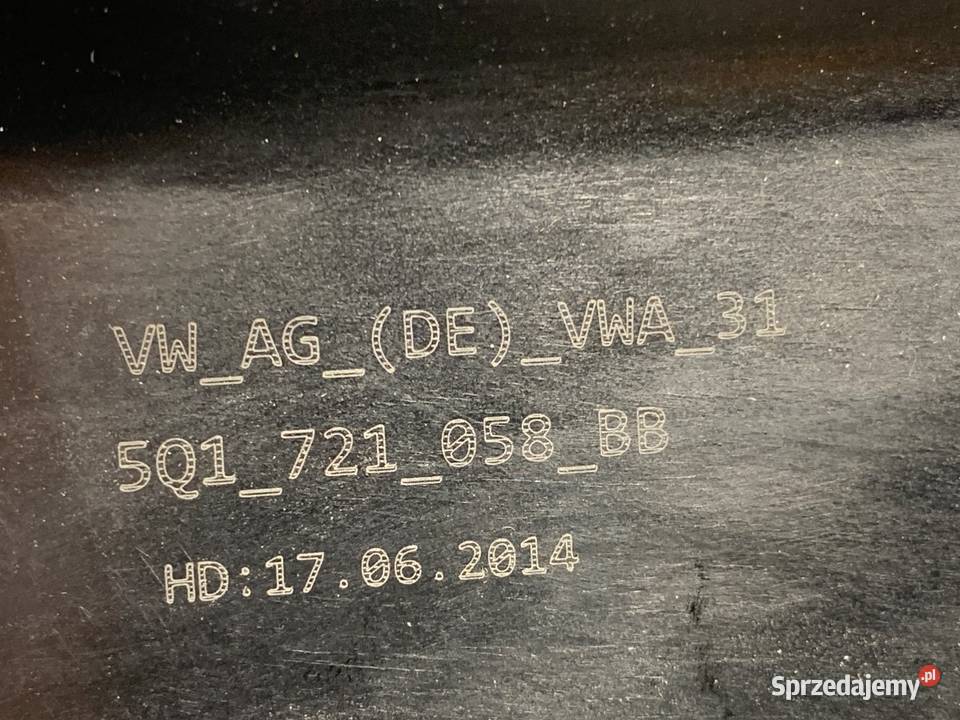 VW_AG_(DE)_VWA_31
5Q1_721_058_BB
HD:17.06.2014
Sprzedajemy.pl